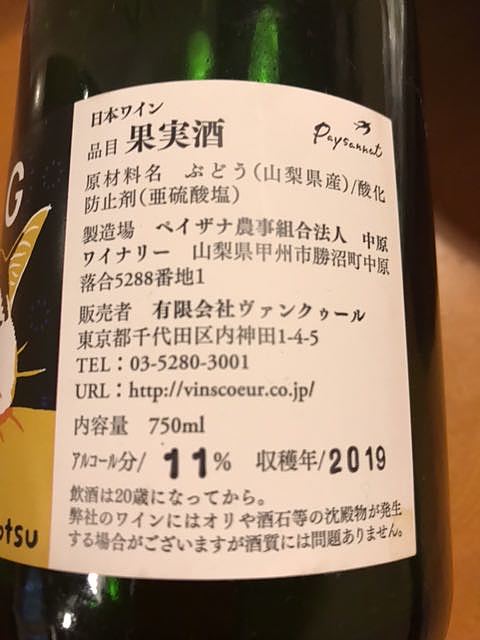 日本ワイン
品目 果実酒
Paysannat
原材料名 ぶどう(山梨県産)/酸化
防止剤(亜硫酸塩)
製造場 ペイザナ農事組合法人 中原
ワイナリー 山梨県甲州市勝沼町中原
落合5288番地1
販売者 有限会社ヴァンクゥール
東京都千代田区内神田1-4-5
TEL:03-5280-3001
URL:http://vinscoeur.co.jp/
内容量 750ml
アルコール分/ 11% 収穫年/2019
飲酒は20歳になってから。
弊社のワインにはオリや酒石等の沈殿物が発生
する場合がございますが酒質には問題ありません。
G
otsu